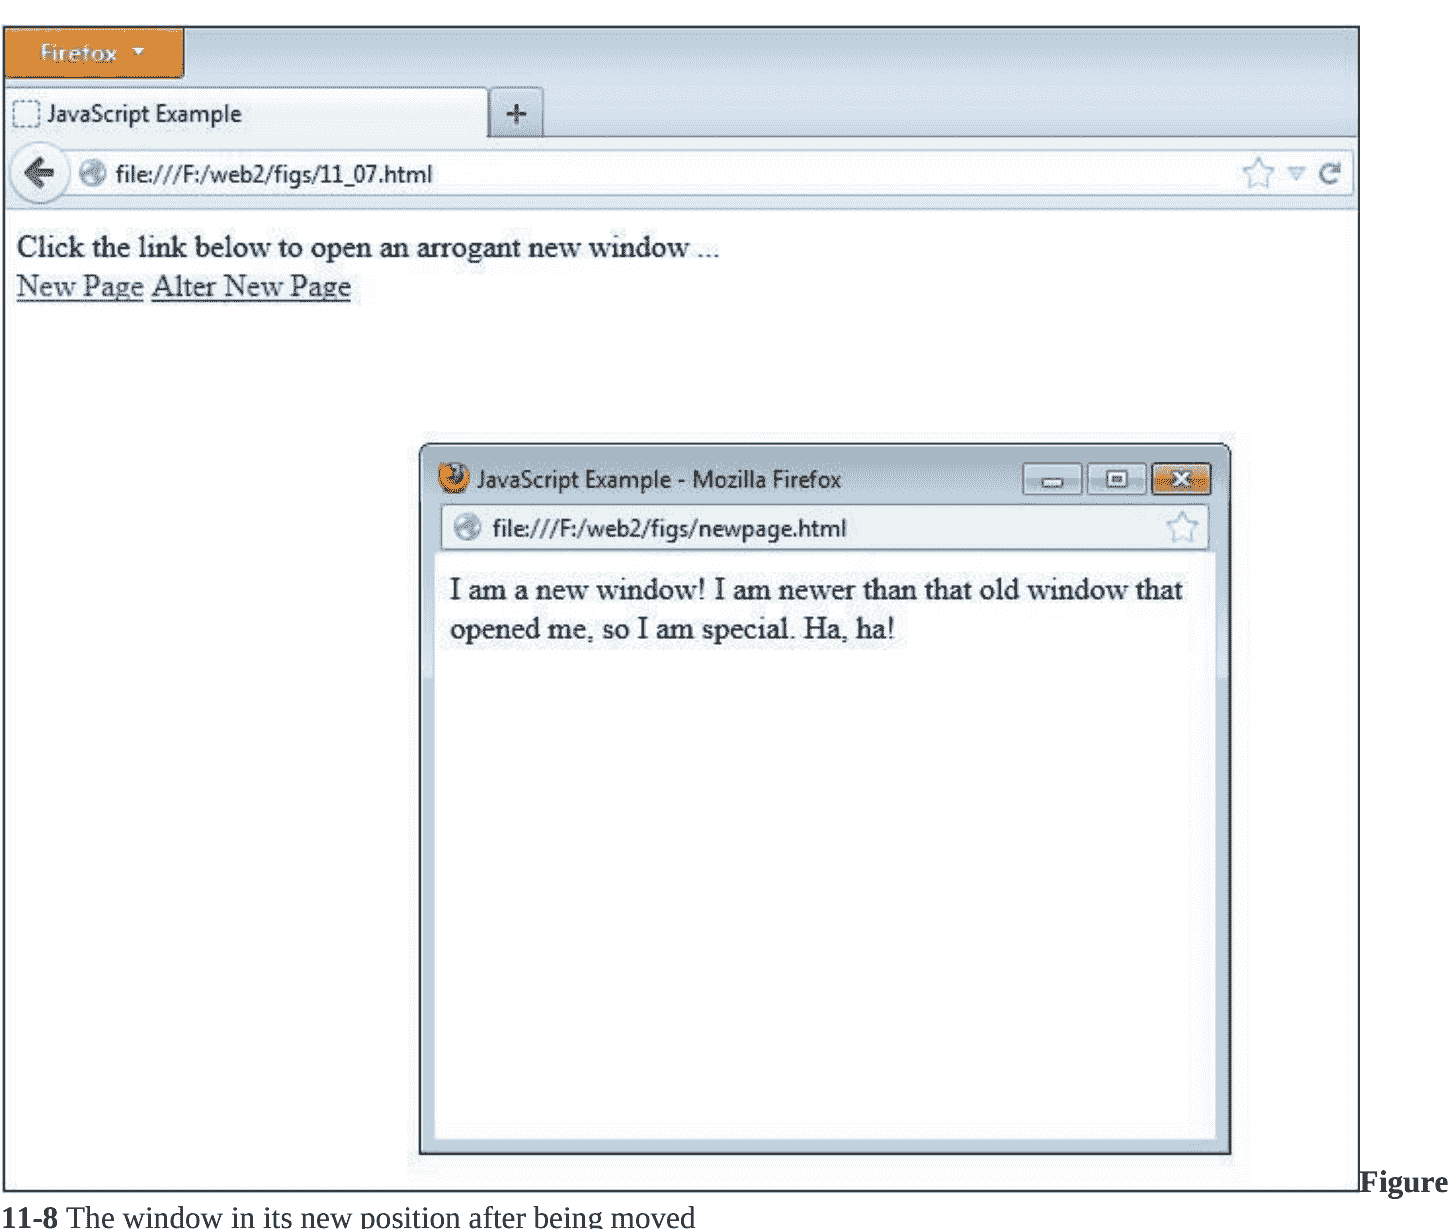 Firefox
JavaScript Example
file:///F:/web2/figs/11_07.html
Click the link below to open an arrogant new window ...
New Page Alter New Page
JavaScript Example - Mozilla Firefox
file:///F:/web2/figs/newpage.html
I am a new window! I am newer than that old window that
opened me, so I am special. Ha, ha!
Figure
11-8 The window in its new position after being moved